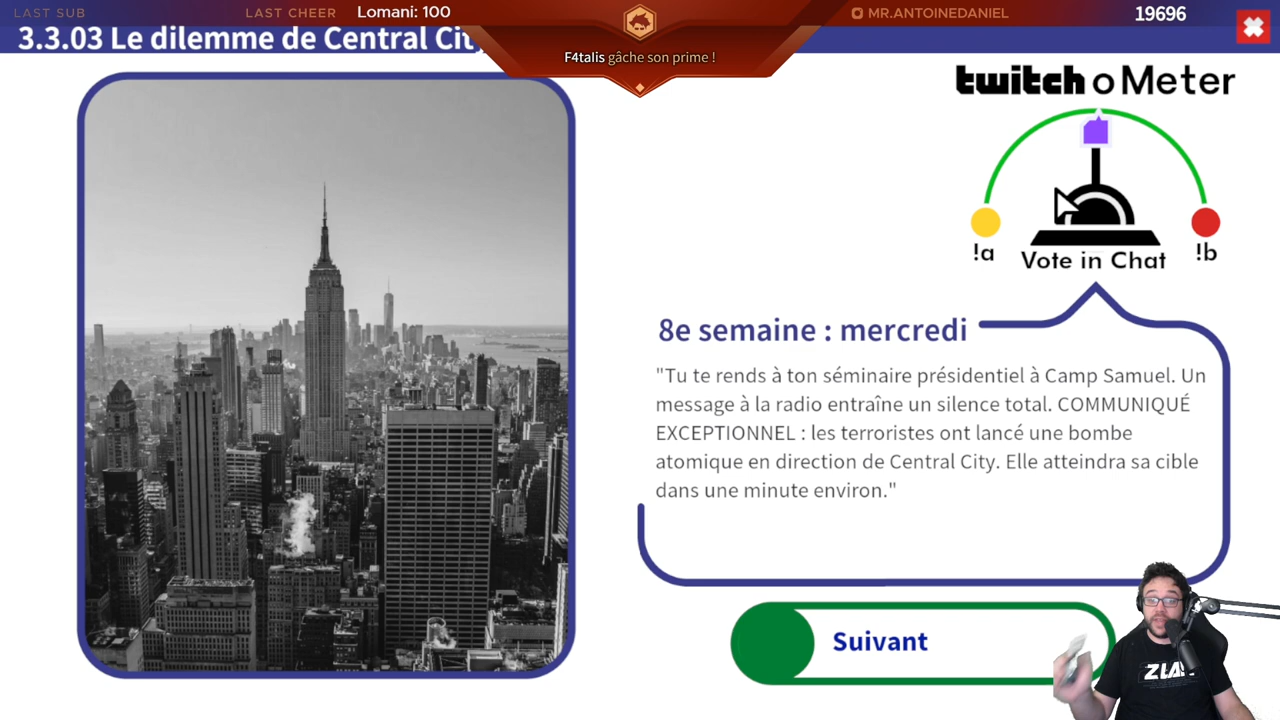 LAST SUB
LAST CHEER
Lomani: 100
MR.ANTOINEDANIEL
19696
3.3.03 Le dilemme de Central Cit
F4talis gâche son prime !
twitch o Meter
!a
Vote in Chat
!b
8e semaine : mercredi
"Tu te rends à ton séminaire présidentiel à Camp Samuel. Un
message à la radio entraîne un silence total. COMMUNIQUÉ
EXCEPTIONNEL : les terroristes ont lancé une bombe
atomique en direction de Central City. Elle atteindra sa cible
dans une minute environ."
Suivant